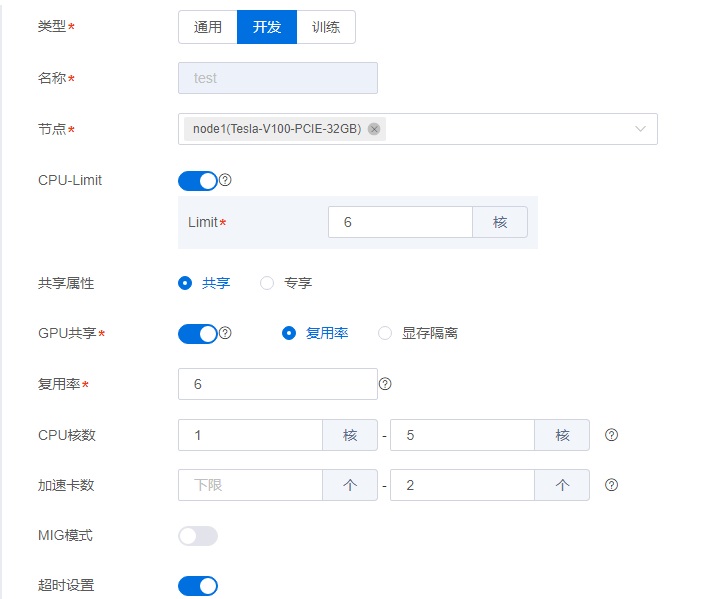 类型* 通用 开发 训练
名称* test
节点* node1(Tesla-V100-PCIE-32GB)
CPU-Limit
Limit* 6 核
共享属性 共享 专享
GPU共享* 复用率 显存隔离
复用率* 6
CPU核数 1 核 - 5 核
加速卡数 下限 个 - 2 个
MIG模式
超时设置